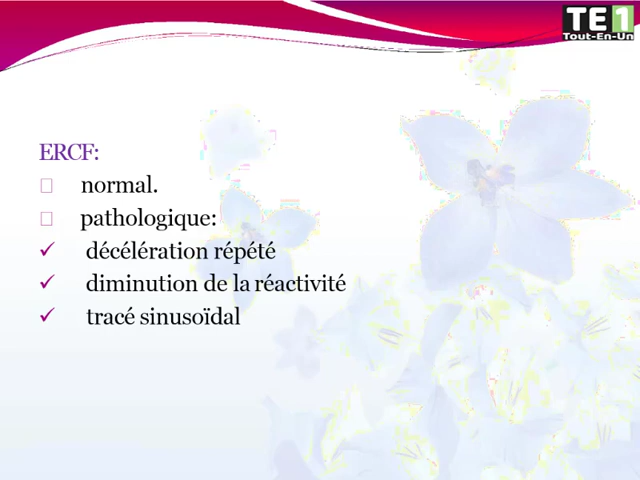 TE1
Tout-En-Un
ERCF:
normal.
pathologique:
✓ décélération répété
✓ diminution de la réactivité
✓ tracé sinusoïdal